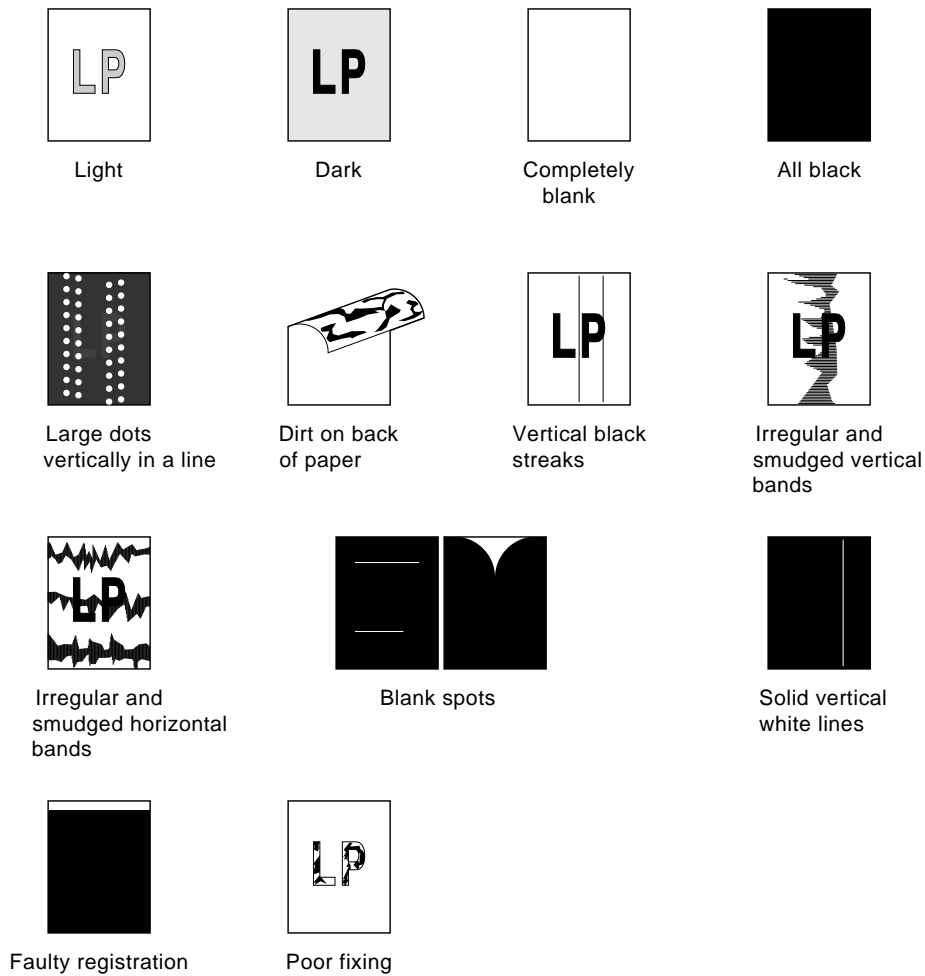 LP
LP
Light
Dark
Completely
blank
All black
LP
LP
Large dots
vertically in a line
Dirt on back
of paper
Vertical black
streaks
Irregular and
smudged vertical
bands
LP
Irregular and
smudged horizontal
bands
Blank spots
Solid vertical
white lines
LP
Faulty registration
Poor fixing